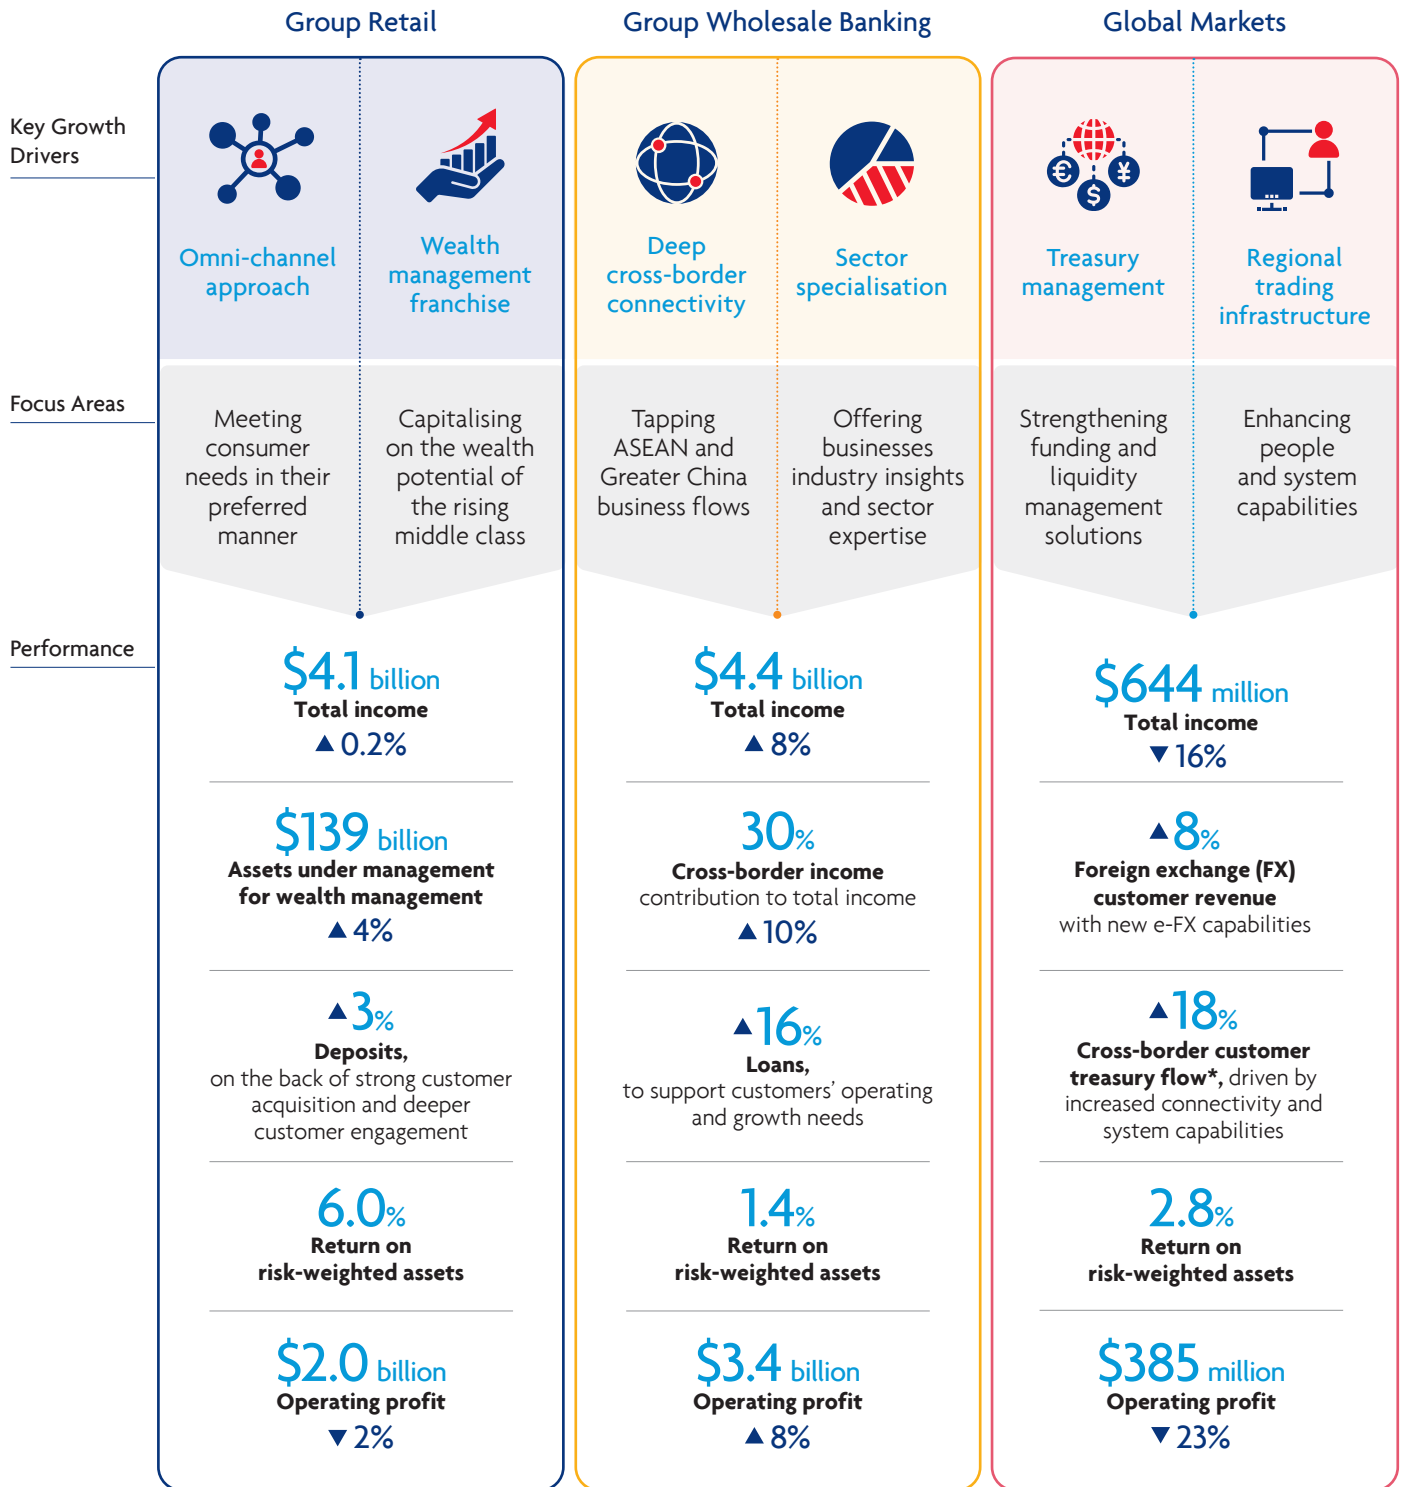 Group Retail
Group Wholesale Banking
Global Markets
Key Growth
Drivers
Omni-channel
approach
Wealth
management
franchise
Deep
cross-border
connectivity
Sector
specialisation
Treasury
management
Regional
trading
infrastructure
Focus Areas
Meeting
consumer
needs in their
preferred
manner
Capitalising
on the wealth
potential of
the rising
middle class
Tapping
ASEAN and
Greater China
business flows
Offering
businesses
industry insights
and sector
expertise
Strengthening
funding and
liquidity
management
solutions
Enhancing
people
and system
capabilities
Performance
$4.1 billion
Total income
▲ 0.2%
$139 billion
Assets under management
for wealth management
▲ 4%
▲ 3%
Deposits,
on the back of strong customer
acquisition and deeper
customer engagement
6.0%
Return on
risk-weighted assets
$2.0 billion
Operating profit
▼ 2%
$4.4 billion
Total income
▲ 8%
30%
Cross-border income
contribution to total income
▲ 10%
▲ 16%
Loans,
to support customers’ operating
and growth needs
1.4%
Return on
risk-weighted assets
$3.4 billion
Operating profit
▲ 8%
$644 million
Total income
▼ 16%
▲ 8%
Foreign exchange (FX)
customer revenue
with new e-FX capabilities
▲ 18%
Cross-border customer
treasury flow*, driven by
increased connectivity and
system capabilities
2.8%
Return on
risk-weighted assets
$385 million
Operating profit
▼ 23%